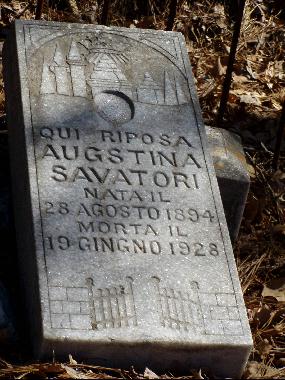 QUI RIPOSA
AUGSTINA
SAVATORI
NATA IL
28 AGOSTO 1894
MORTA IL
19 GINGNO 1928